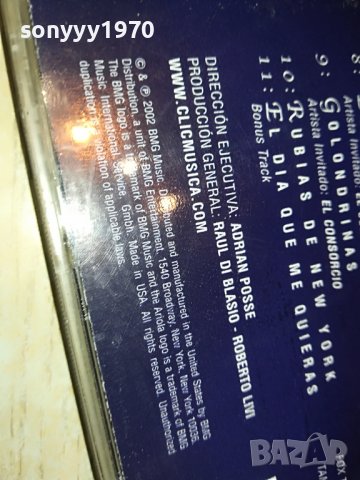 sonyyy1970
8
Artista Invitado:
9: GOLONDRINAS
Artista Invitado: EL CONSORCIO
10: RUBIAS DE NEW YORK
11: EL DIA QUE ME QUIERAS
Bonus Track
DIRECCIÓN EJECUTIVA: ADRIAN POSSE
PRODUCCIÓN GENERAL: RAUL DI BLASIO - ROBERTO LIVI
WWW.CLICMUSICA.COM
℗ & © 2002 BMG Music. Distributed and manufactured in the United States by BMG
Distribution, a unit of BMG Entertainment, 1540 Broadway, New York, New York 10036.
The BMG logo is a trademark of BMG Music and the Ariola logo is a trademark of BMG
Music International Service, GmbH. Made in USA. All rights reserved. Unauthorized
duplication is a violation of applicable laws.
bazar.bg